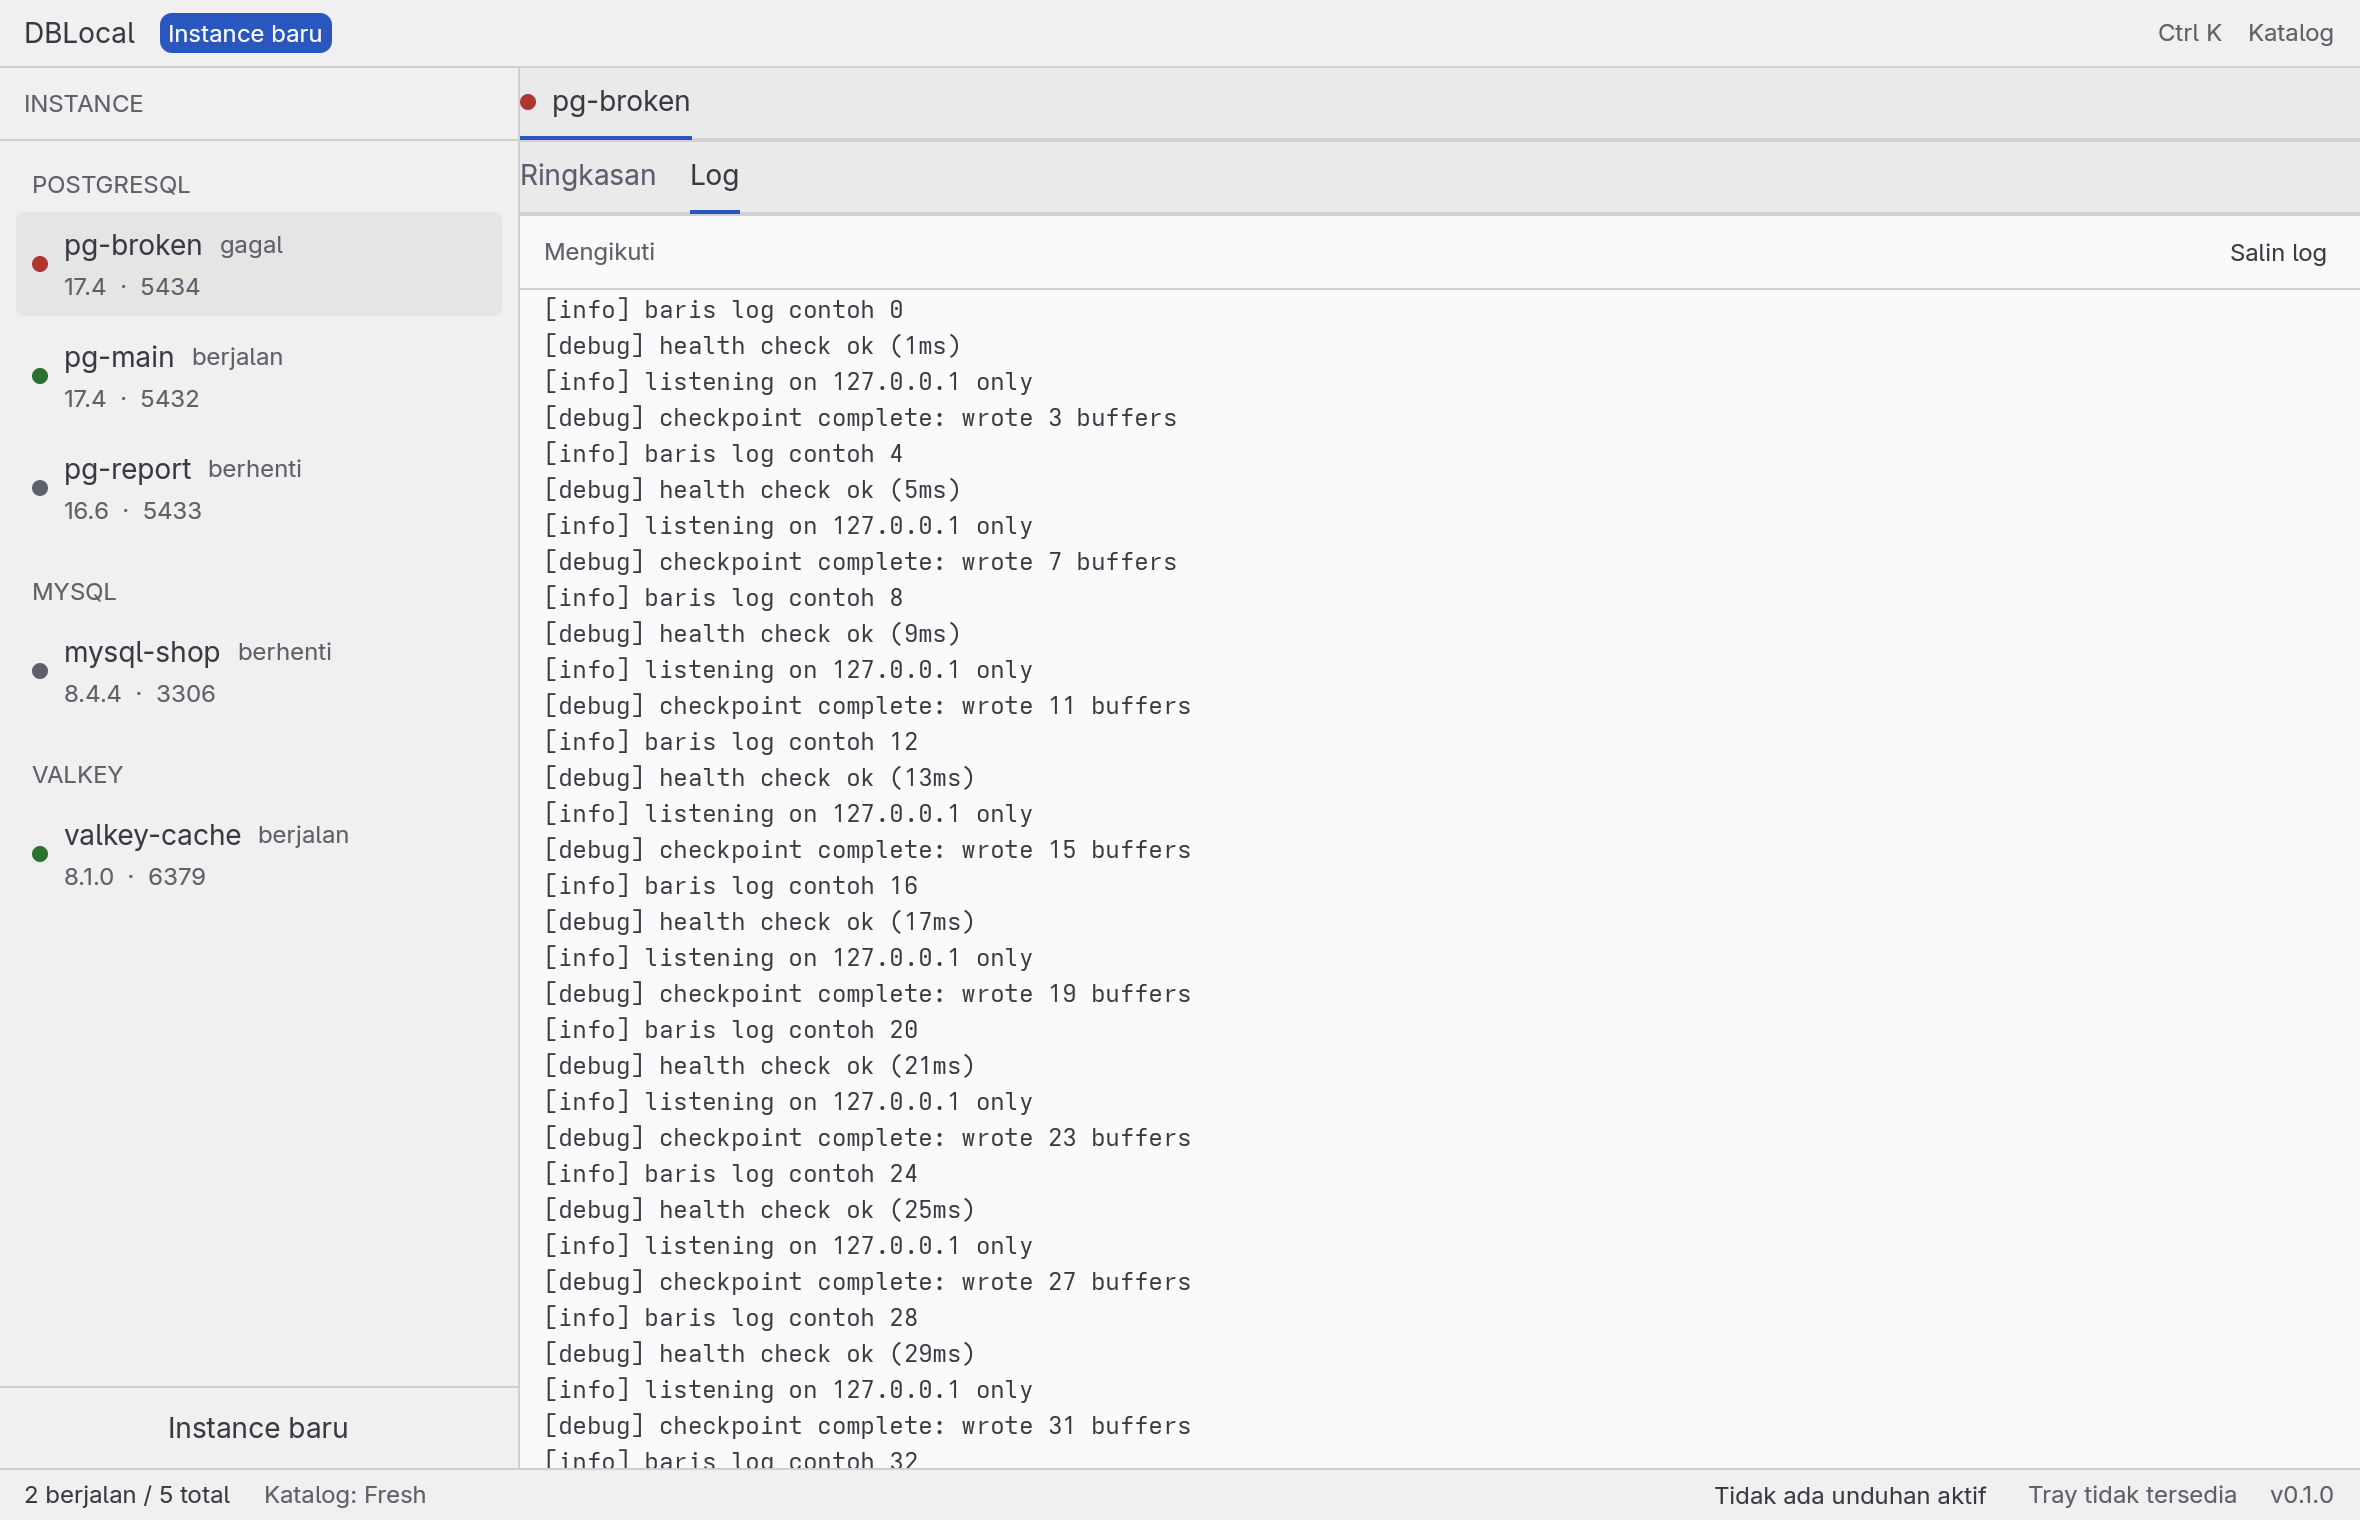 DBLocal Instance baru Ctrl K Katalog
INSTANCE
POSTGRESQL
pg-broken gagal
17.4 · 5434
pg-main berjalan
17.4 · 5432
pg-report berhenti
16.6 · 5433
MYSQL
mysql-shop berhenti
8.4.4 · 3306
VALKEY
valkey-cache berjalan
8.1.0 · 6379
Instance baru
pg-broken
Ringkasan Log
Mengikuti Salin log
[info] baris log contoh 0
[debug] health check ok (1ms)
[info] listening on 127.0.0.1 only
[debug] checkpoint complete: wrote 3 buffers
[info] baris log contoh 4
[debug] health check ok (5ms)
[info] listening on 127.0.0.1 only
[debug] checkpoint complete: wrote 7 buffers
[info] baris log contoh 8
[debug] health check ok (9ms)
[info] listening on 127.0.0.1 only
[debug] checkpoint complete: wrote 11 buffers
[info] baris log contoh 12
[debug] health check ok (13ms)
[info] listening on 127.0.0.1 only
[debug] checkpoint complete: wrote 15 buffers
[info] baris log contoh 16
[debug] health check ok (17ms)
[info] listening on 127.0.0.1 only
[debug] checkpoint complete: wrote 19 buffers
[info] baris log contoh 20
[debug] health check ok (21ms)
[info] listening on 127.0.0.1 only
[debug] checkpoint complete: wrote 23 buffers
[info] baris log contoh 24
[debug] health check ok (25ms)
[info] listening on 127.0.0.1 only
[debug] checkpoint complete: wrote 27 buffers
[info] baris log contoh 28
[debug] health check ok (29ms)
[info] listening on 127.0.0.1 only
[debug] checkpoint complete: wrote 31 buffers
[info] baris log contoh 32
2 berjalan / 5 total Katalog: Fresh Tidak ada unduhan aktif Tray tidak tersedia v0.1.0